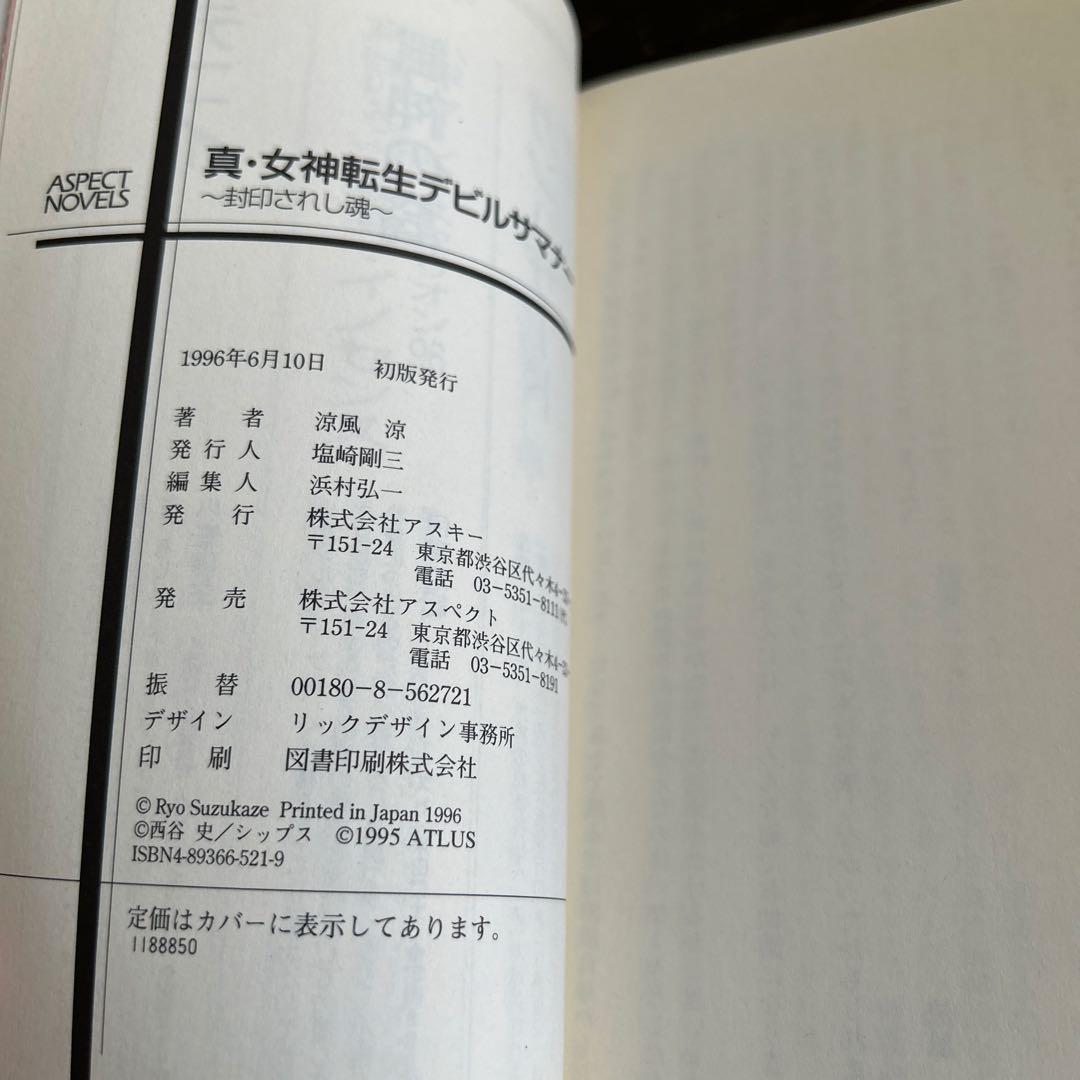 ASPECT
NOVELS
真・女神転生デビルサマナー
〜封印されし魂〜
1996年6月10日　初版発行
著者　涼風　涼
発行人　塩崎剛三
編集人　浜村弘一
発行　株式会社アスキー
〒151-24　東京都渋谷区代々木4-
電話　03-5351-8111
発売　株式会社アスペクト
〒151-24　東京都渋谷区代々木4-
電話　03-5351-8191
振替　00180-8-562721
デザイン　リックデザイン事務所
印刷　図書印刷株式会社
© Ryo Suzukaze Printed in Japan 1996
©西谷 史／シップス ©1995 ATLUS
ISBN4-89366-521-9
定価はカバーに表示してあります。
1188850